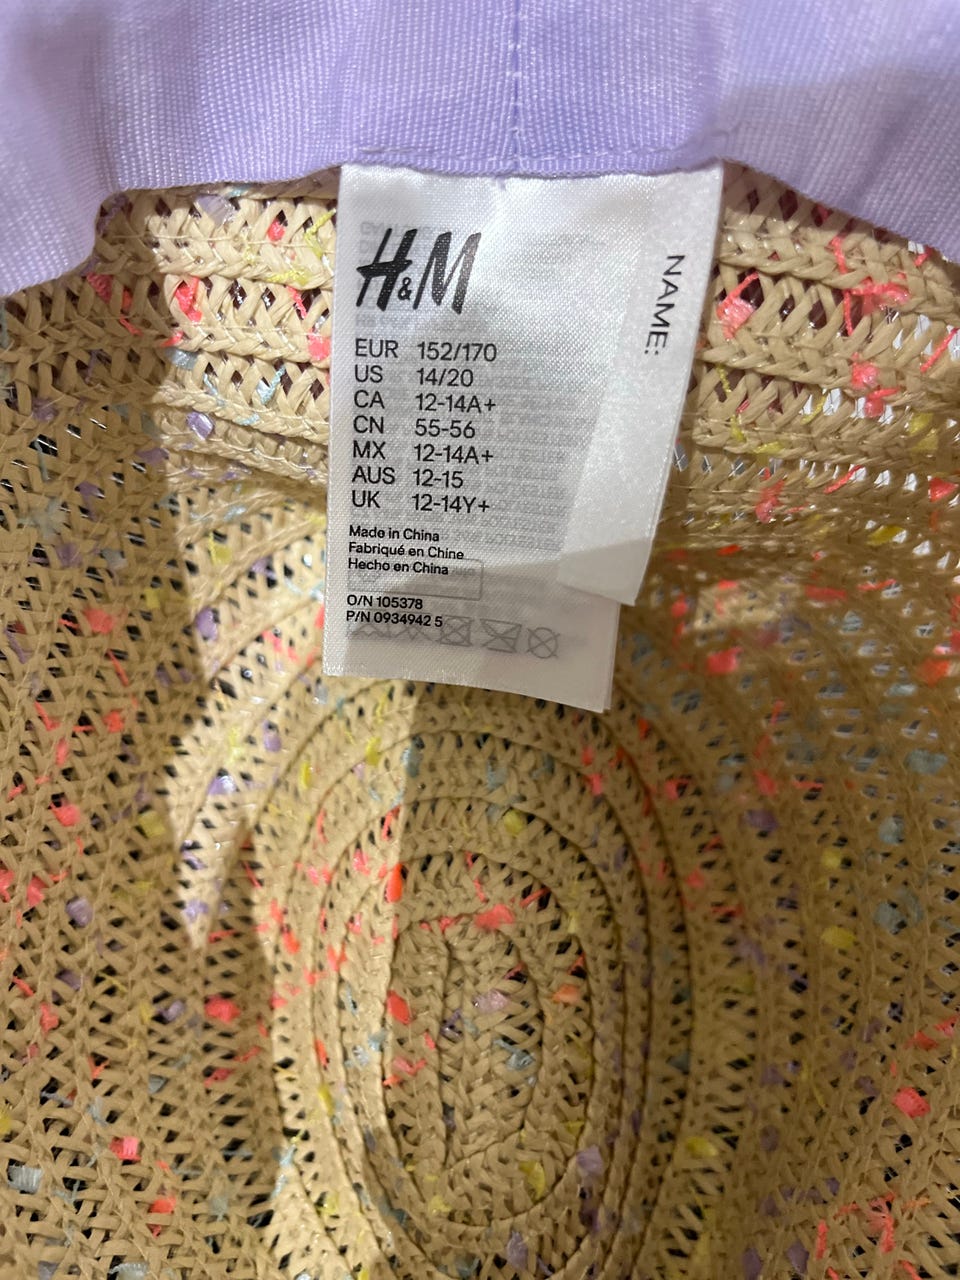 H&M
EUR 152/170
US 14/20
CA 12-14A+
CN 55-56
MX 12-14A+
AUS 12-15
UK 12-14Y+
Made in China
Fabriqué en Chine
Hecho en China
O/N 105378
P/N 0934942 5
NAME: